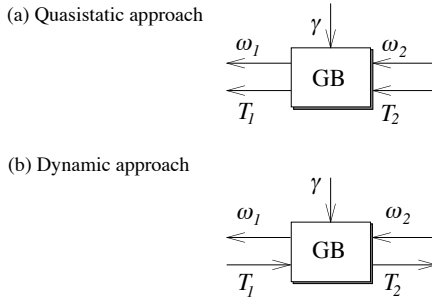 (a) Quasistatic approach
γ
ω1 ω2
GB
T1 T2
(b) Dynamic approach
γ
ω1 ω2
GB
T1 T2